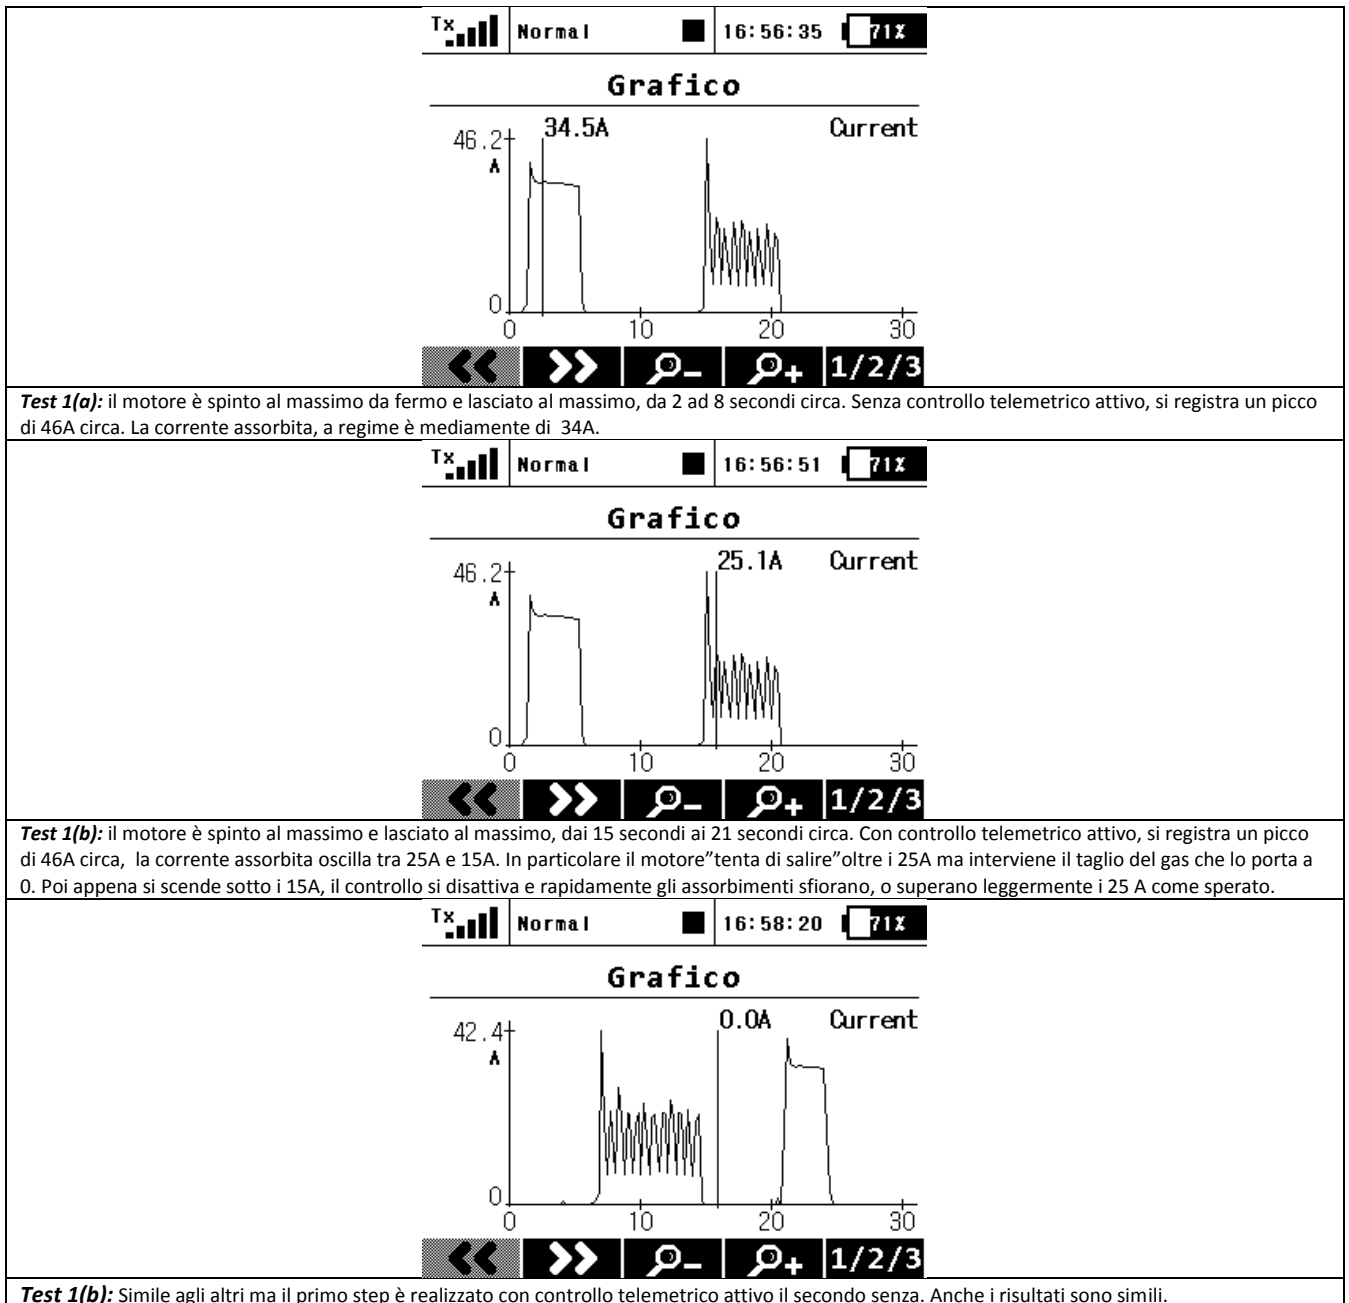 Tx Normal 16:56:35 71%
Grafico
34.5A Current
46.2
A
0
0 10 20 30
1/2/3
Test 1(a): il motore è spinto al massimo da fermo e lasciato al massimo, da 2 ad 8 secondi circa. Senza controllo telemetrico attivo, si registra un picco
di 46A circa. La corrente assorbita, a regime è mediamente di 34A.
Tx Normal 16:56:51 71%
Grafico
25.1A Current
46.2
A
0
0 10 20 30
1/2/3
Test 1(b): il motore è spinto al massimo e lasciato al massimo, dai 15 secondi ai 21 secondi circa. Con controllo telemetrico attivo, si registra un picco
di 46A circa, la corrente assorbita oscilla tra 25A e 15A. In particolare il motore”tenta di salire”oltre i 25A ma interviene il taglio del gas che lo porta a
0. Poi appena si scende sotto i 15A, il controllo si disattiva e rapidamente gli assorbimenti sfiorano, o superano leggermente i 25 A come sperato.
Tx Normal 16:58:20 71%
Grafico
0.0A Current
42.4
A
0
0 10 20 30
1/2/3
Test 1(b): Simile agli altri ma il primo step è realizzato con controllo telemetrico attivo il secondo senza. Anche i risultati sono simili.